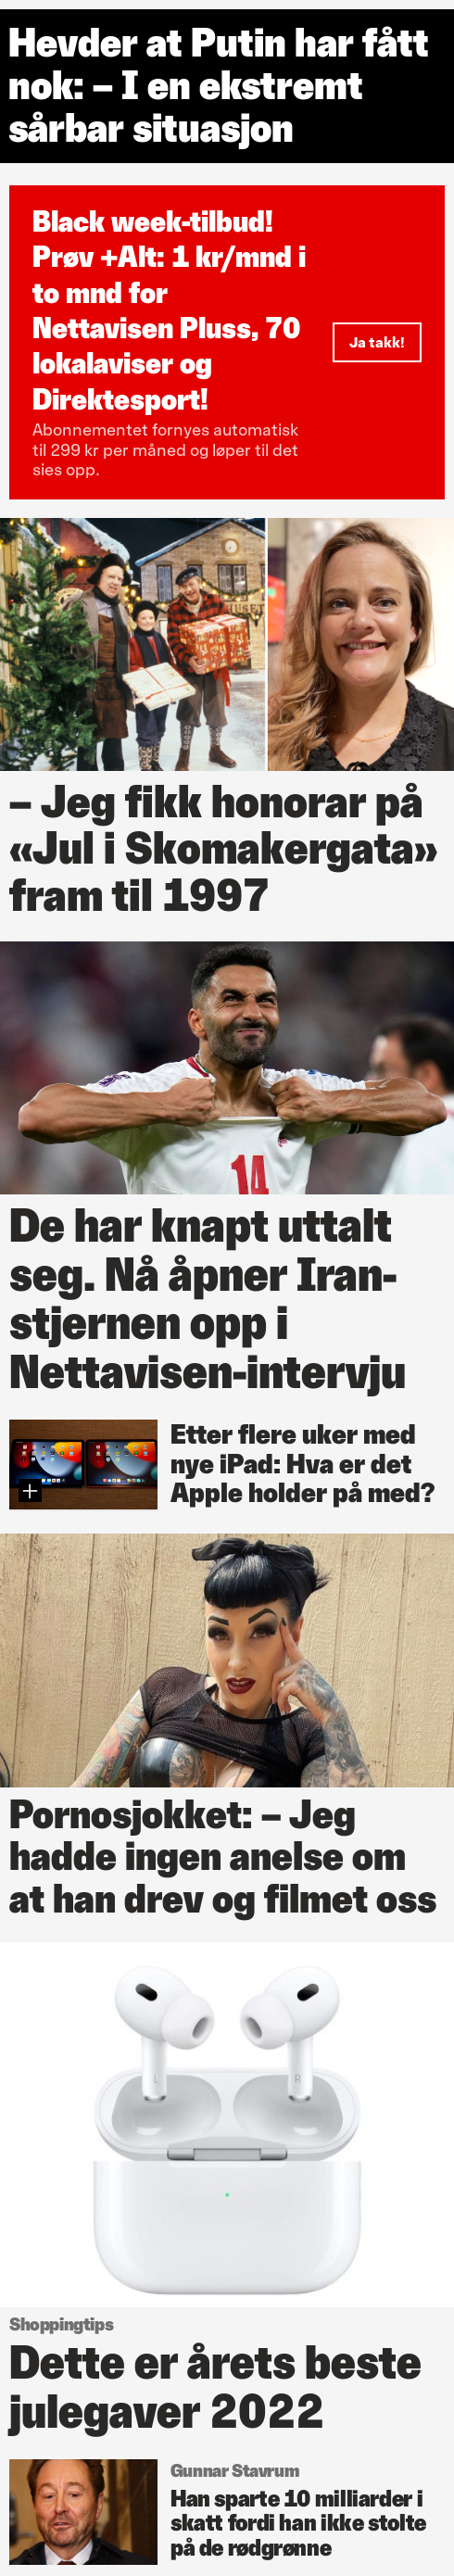 Hevder at Putin har fått
nok: – I en ekstremt
sårbar situasjon
Black week-tilbud!
Prøv +Alt: 1 kr/mnd i
to mnd for
Nettavisen Pluss, 70
lokalaviser og
Direktesport!
Ja takk!
Abonnementet fornyes automatisk
til 299 kr per måned og løper til det
sies opp.
– Jeg fikk honorar på
«Jul i Skomakergata»
fram til 1997
14
De har knapt uttalt
seg. Nå åpner Iran-
stjernen opp i
Nettavisen-intervju
Etter flere uker med
nye iPad: Hva er det
Apple holder på med?
Pornosjokket: – Jeg
hadde ingen anelse om
at han drev og filmet oss
L R
Shoppingtips
Dette er årets beste
julegaver 2022
Gunnar Stavrum
Han sparte 10 milliarder i
skatt fordi han ikke stolte
på de rødgrønne